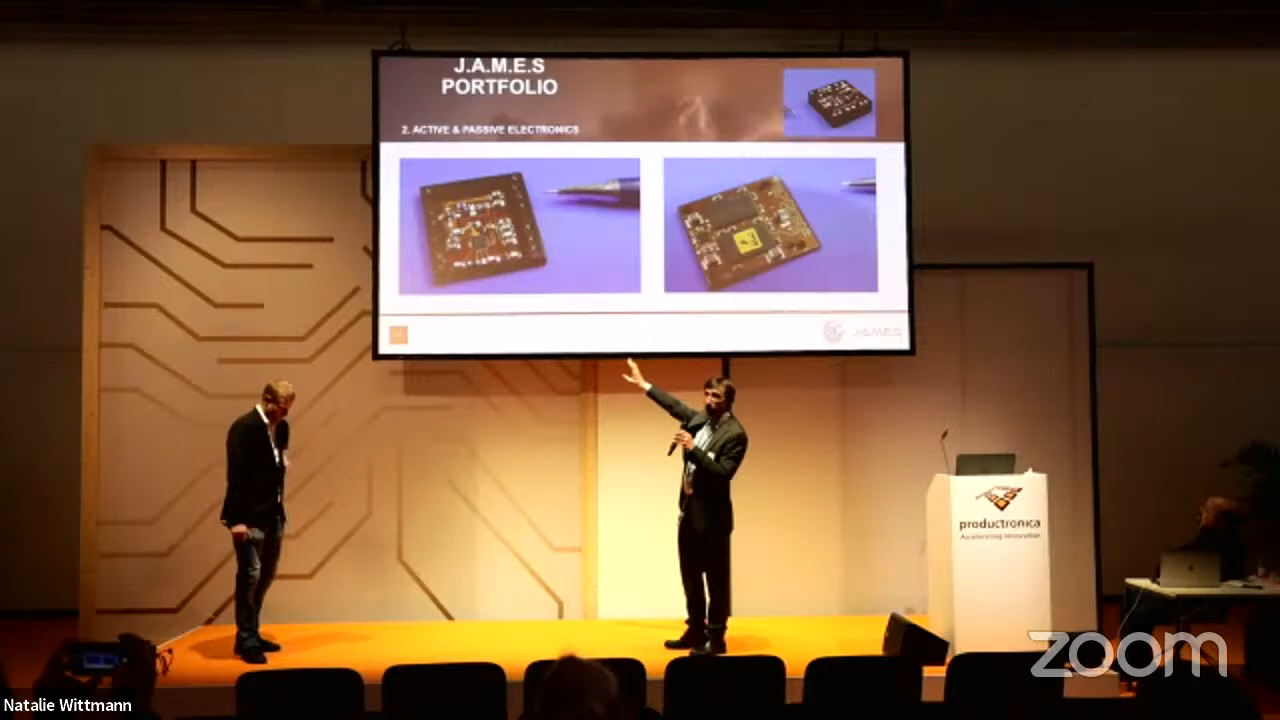 J.A.M.E.S
PORTFOLIO
2. ACTIVE & PASSIVE ELECTRONICS
J.A.M.E.S
productronica
Accelerating Innovation
zoom
Natalie Wittmann